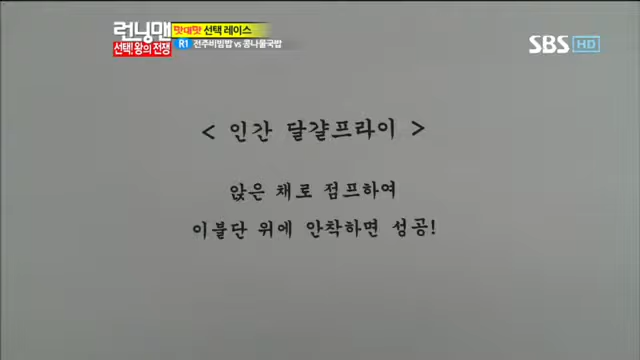 런닝맨
선택! 왕의 전쟁
맛대맛 선택 레이스
R1 전주비빔밥 vs 콩나물국밥
SBS HD
< 인간 달걀프라이 >
앉은 채로 점프하여
이불단 위에 안착하면 성공!